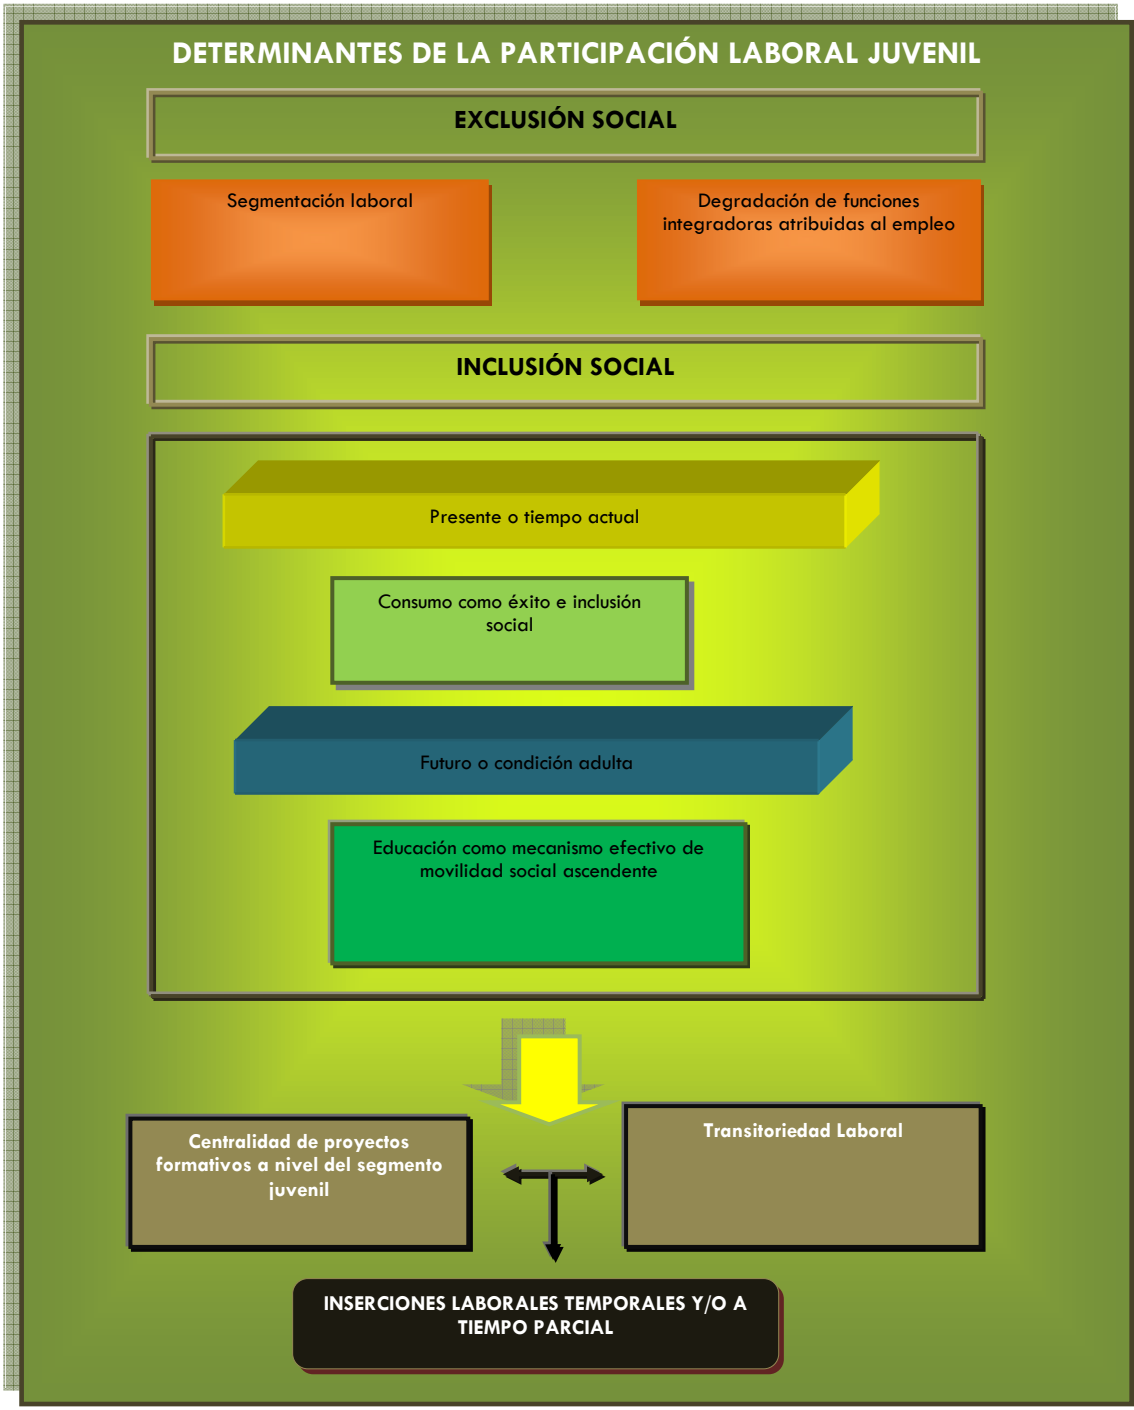 DETERMINANTES DE LA PARTICIPACIÓN LABORAL JUVENIL
EXCLUSIÓN SOCIAL
Segmentación laboral
Degradación de funciones
integradoras atribuidas al empleo
INCLUSIÓN SOCIAL
Presente o tiempo actual
Consumo como éxito e inclusión
social
Futuro o condición adulta
Educación como mecanismo efectivo de
movilidad social ascendente
Centralidad de proyectos
formativos a nivel del segmento
juvenil
Transitoriedad Laboral
INSERCIONES LABORALES TEMPORALES Y/O A
TIEMPO PARCIAL